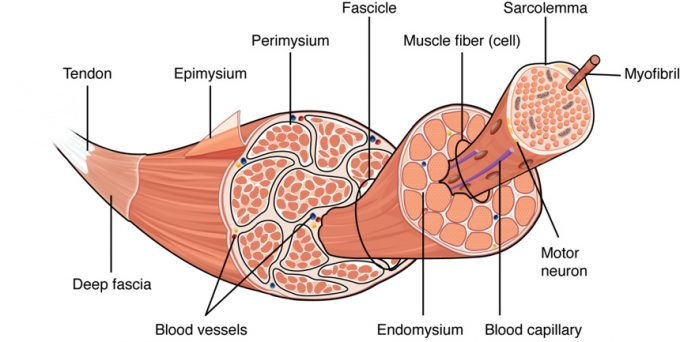 Fascicle
Sarcolemma
Perimysium
Muscle fiber (cell)
Tendon
Epimysium
Myofibril
Motor
neuron
Deep fascia
Blood vessels
Endomysium
Blood capillary